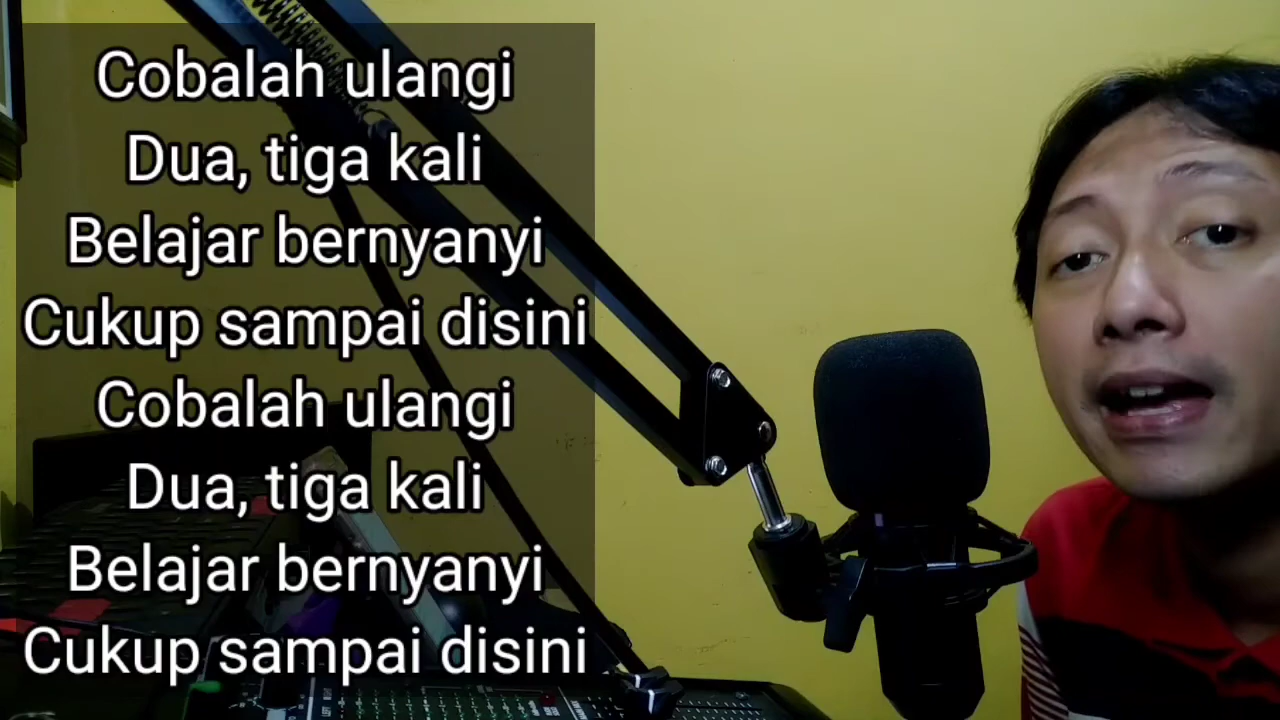 Cobalah ulangi
Dua, tiga kali
Belajar bernyanyi
Cukup sampai disini
Cobalah ulangi
Dua, tiga kali
Belajar bernyanyi
Cukup sampai disini